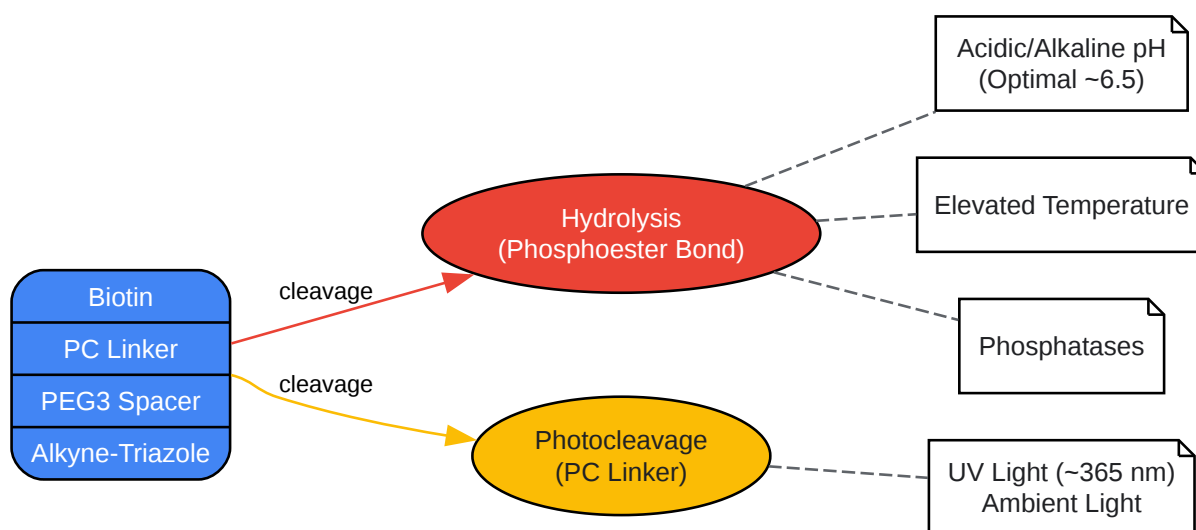 Biotin
PC Linker
PEG3 Spacer
Alkyne-Triazole
cleavage
cleavage
Hydrolysis
(Phosphoester Bond)
Photocleavage
(PC Linker)
Acidic/Alkaline pH
(Optimal ~6.5)
Elevated Temperature
Phosphatases
UV Light (~365 nm)
Ambient Light